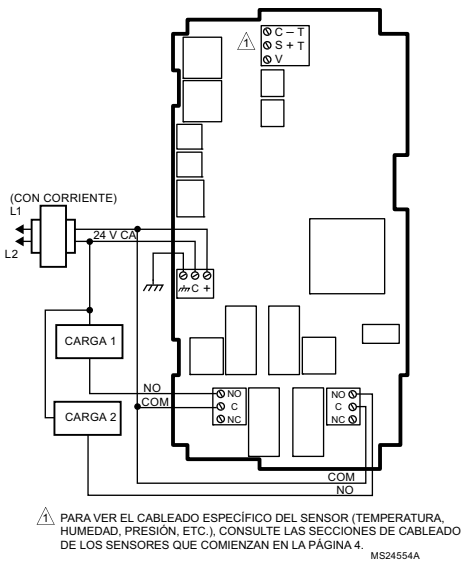 C – T
1 S + T
V
(CON CORRIENTE)
L1
24 V CA
L2
C +
CARGA 1
NO
NO
NO
COM
C
C
NC
NC
CARGA 2
COM
NO
1 PARA VER EL CABLEADO ESPECÍFICO DEL SENSOR (TEMPERATURA,
HUMEDAD, PRESIÓN, ETC.), CONSULTE LAS SECCIONES DE CABLEADO
DE LOS SENSORES QUE COMIENZAN EN LA PÁGINA 4.
MS24554A